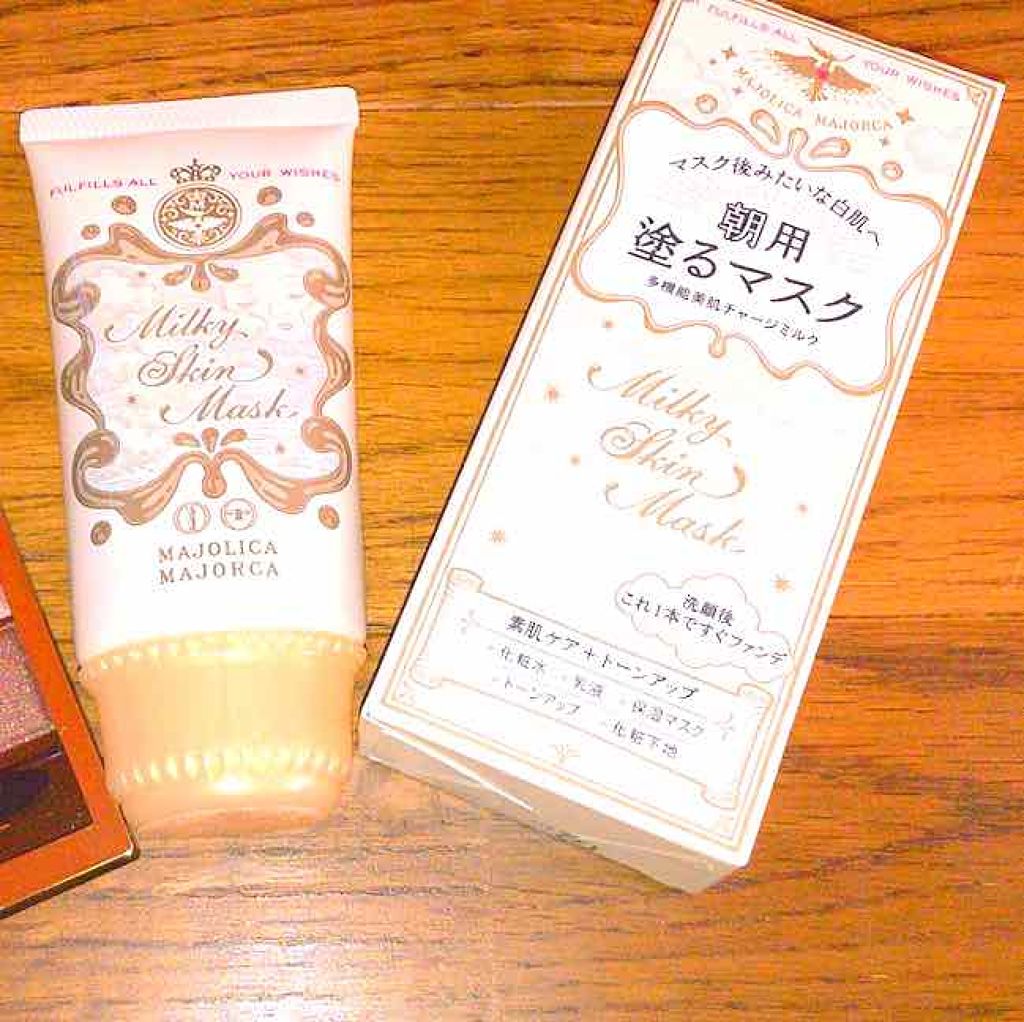 FULFILLS ALL YOUR WISHES
Milky
Skin
Mask
MAJOLICA
MAJORCA
FULFILLS ALL YOUR WISHES
MAJOLICA MAJORCA
マスク後みたいな白肌へ
朝用
塗るマスク
多機能美肌チャージミルク
Milky
Skin
Mask
洗顔後
これ1本ですぐファンデ
素肌ケア+トーンアップ
・化粧水 ・乳液 ・保湿マスク
・トーンアップ ・化粧下地